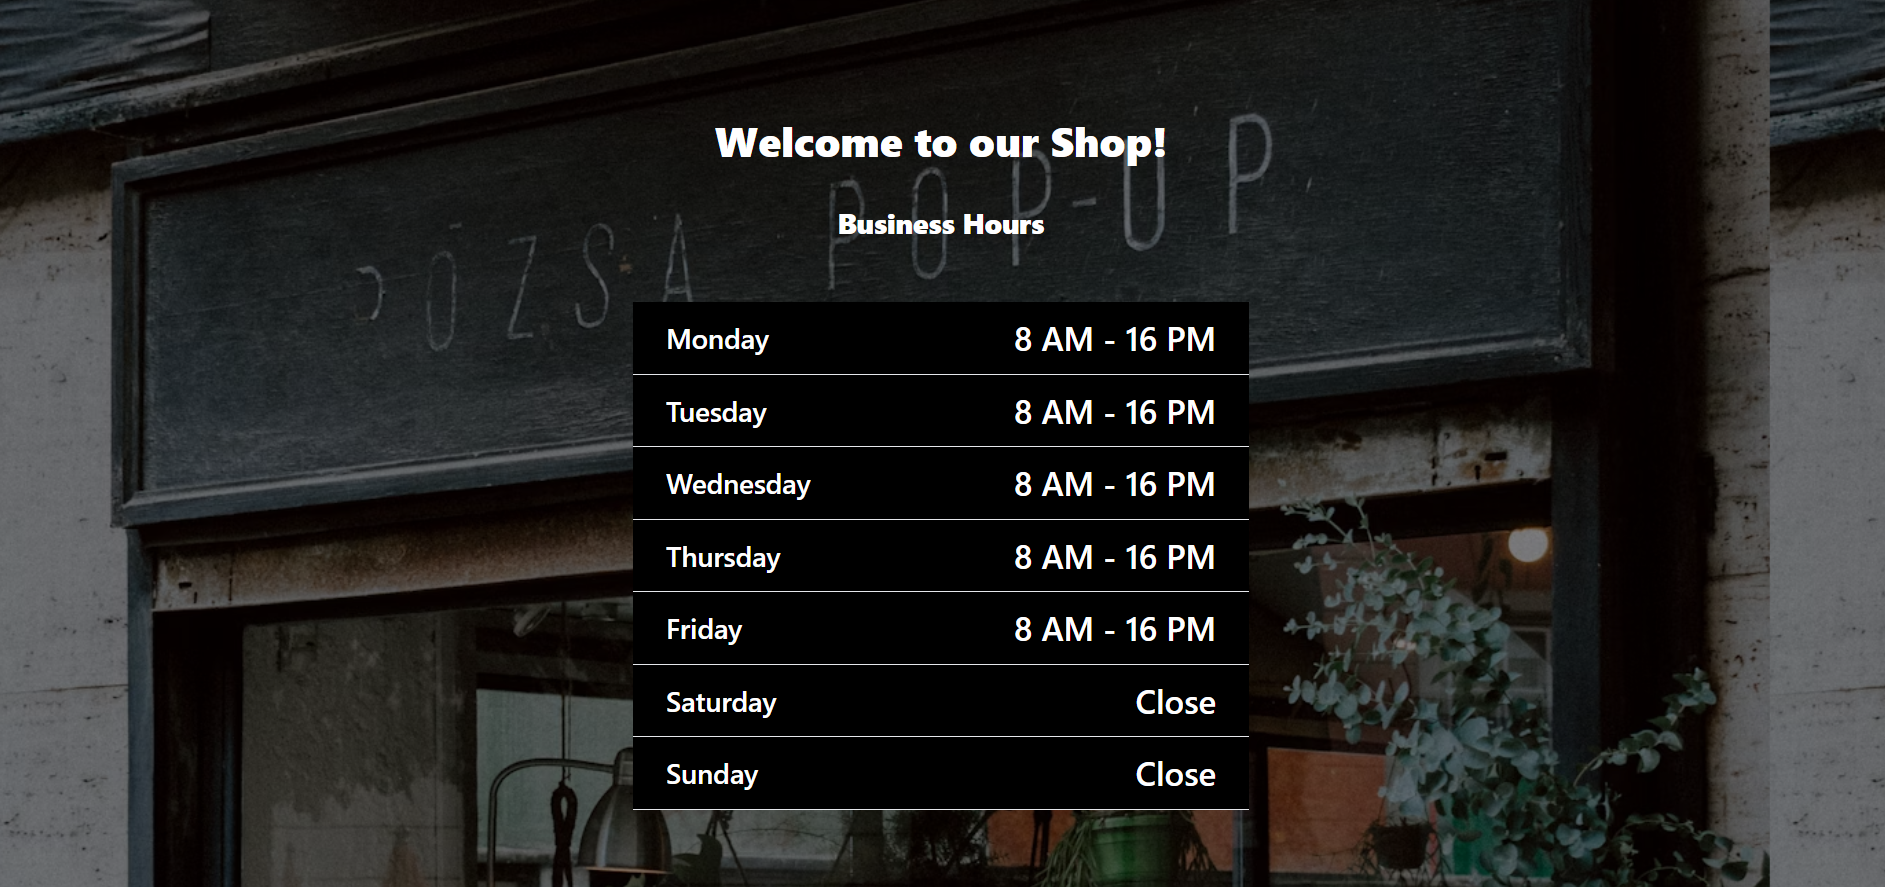 Welcome to our Shop!
Business Hours
DÓZSA POP-UP
Monday 8 AM - 16 PM
Tuesday 8 AM - 16 PM
Wednesday 8 AM - 16 PM
Thursday 8 AM - 16 PM
Friday 8 AM - 16 PM
Saturday Close
Sunday Close